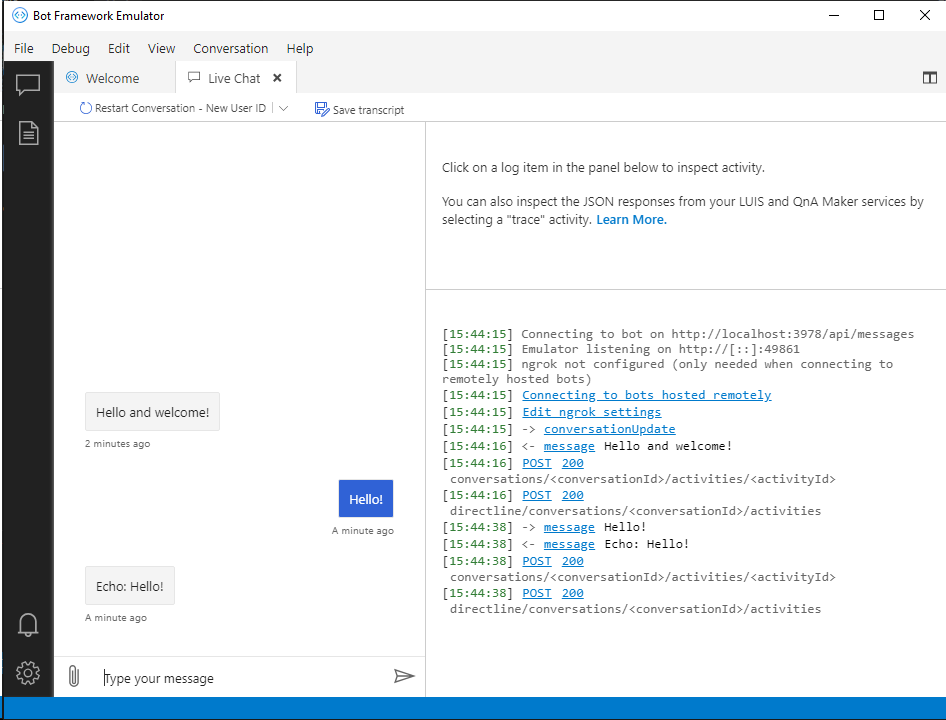 Bot Framework Emulator
File Debug Edit View Conversation Help
Welcome Live Chat
Restart Conversation - New User ID Save transcript
Hello and welcome!
2 minutes ago
Hello!
A minute ago
Echo: Hello!
A minute ago
Type your message
Click on a log item in the panel below to inspect activity.
You can also inspect the JSON responses from your LUIS and QnA Maker services by
selecting a "trace" activity. Learn More.
[15:44:15] Connecting to bot on http://localhost:3978/api/messages
[15:44:15] Emulator listening on http://[::]:49861
[15:44:15] ngrok not configured (only needed when connecting to
remotely hosted bots)
[15:44:15] Connecting to bots hosted remotely
[15:44:15] Edit ngrok settings
[15:44:15] -> conversationUpdate
[15:44:16] <- message Hello and welcome!
[15:44:16] POST 200
conversations/<conversationId>/activities/<activityId>
[15:44:16] POST 200
directline/conversations/<conversationId>/activities
[15:44:38] -> message Hello!
[15:44:38] <- message Echo: Hello!
[15:44:38] POST 200
conversations/<conversationId>/activities/<activityId>
[15:44:38] POST 200
directline/conversations/<conversationId>/activities